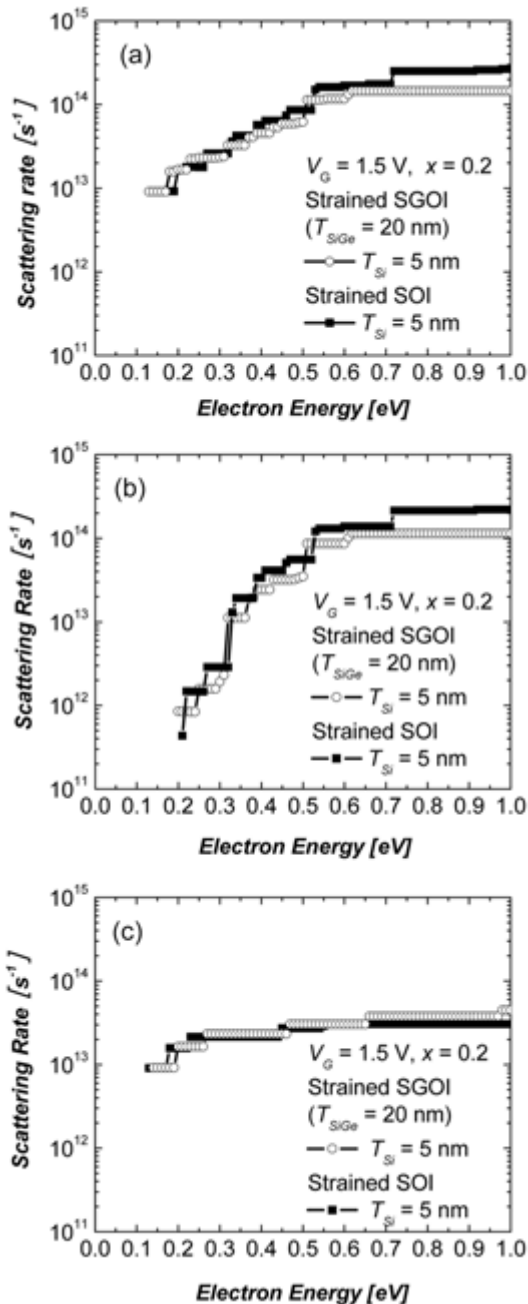 10^15
(a)
10^14
10^13
10^12
10^11
Scattering rate [s^-1]
V_G = 1.5 V, x = 0.2
Strained SGOI
(T_SiGe = 20 nm)
T_Si = 5 nm
Strained SOI
T_Si = 5 nm
0.0 0.1 0.2 0.3 0.4 0.5 0.6 0.7 0.8 0.9 1.0
Electron Energy [eV]
10^15
(b)
10^14
10^13
10^12
10^11
Scattering Rate [s^-1]
V_G = 1.5 V, x = 0.2
Strained SGOI
(T_SiGe = 20 nm)
T_Si = 5 nm
Strained SOI
T_Si = 5 nm
0.0 0.1 0.2 0.3 0.4 0.5 0.6 0.7 0.8 0.9 1.0
Electron Energy [eV]
10^15
(c)
10^14
10^13
10^12
10^11
Scattering Rate [s^-1]
V_G = 1.5 V, x = 0.2
Strained SGOI
(T_SiGe = 20 nm)
T_Si = 5 nm
Strained SOI
T_Si = 5 nm
0.0 0.1 0.2 0.3 0.4 0.5 0.6 0.7 0.8 0.9 1.0
Electron Energy [eV]